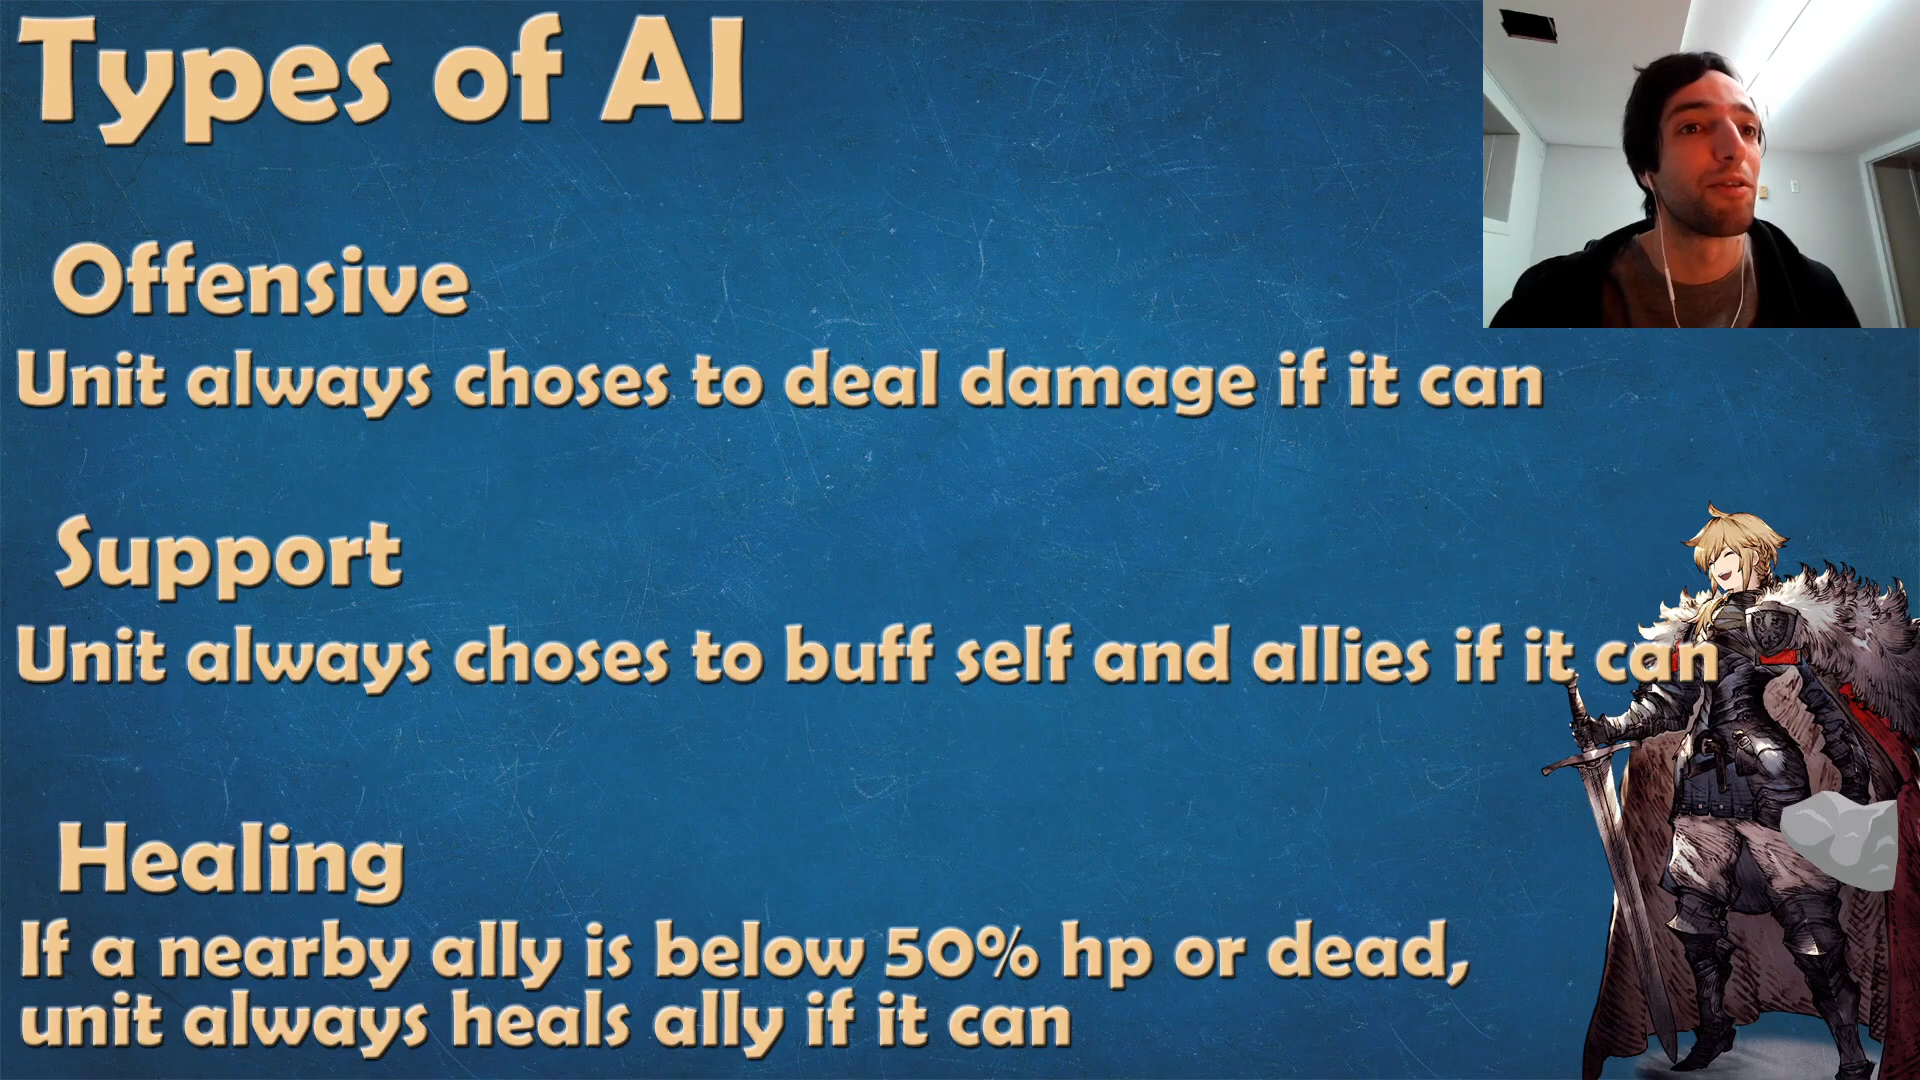 Types of AI
Offensive
Unit always choses to deal damage if it can
Support
Unit always choses to buff self and allies if it can
Healing
If a nearby ally is below 50% hp or dead,
unit always heals ally if it can